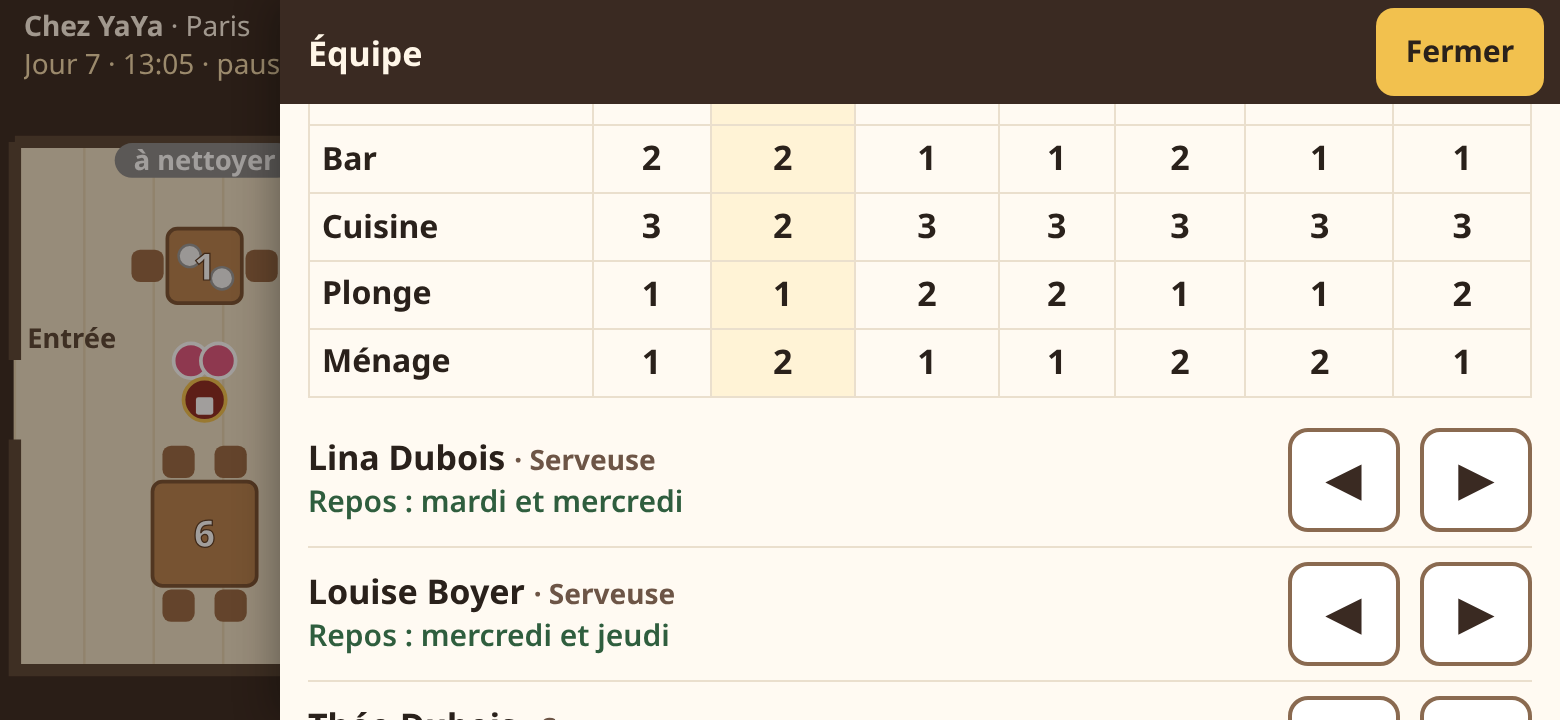 Chez YaYa · Paris
Jour 7 · 13:05 · paus
Équipe
Fermer
à nettoyer
1
Entrée
6
Bar 2 2 1 1 2 1 1
Cuisine 3 2 3 3 3 3 3
Plonge 1 1 2 2 1 1 2
Ménage 1 2 1 1 2 2 1
Lina Dubois · Serveuse
Repos : mardi et mercredi
◀ ▶
Louise Boyer · Serveuse
Repos : mercredi et jeudi
◀ ▶